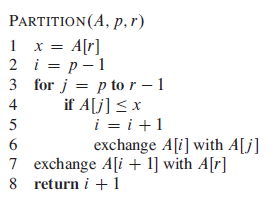 PARTITION(A, p, r)
1 x = A[r]
2 i = p − 1
3 for j = p to r − 1
4 if A[j] ≤ x
5 i = i + 1
6 exchange A[i] with A[j]
7 exchange A[i + 1] with A[r]
8 return i + 1